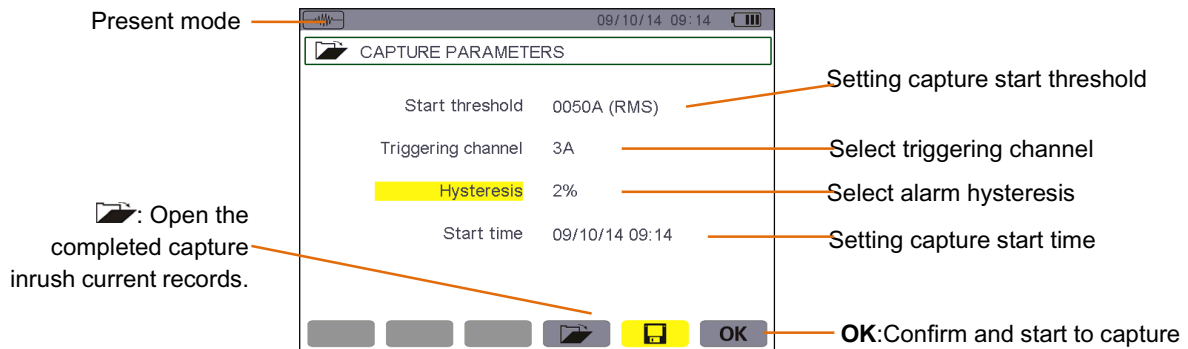 Present mode
09/10/14 09:14
CAPTURE PARAMETERS
Start threshold 0050A (RMS)
Setting capture start threshold
Triggering channel 3A
Select triggering channel
Hysteresis 2%
Select alarm hysteresis
Start time 09/10/14 09:14
Setting capture start time
: Open the
completed capture
inrush current records.
OK
OK:Confirm and start to capture